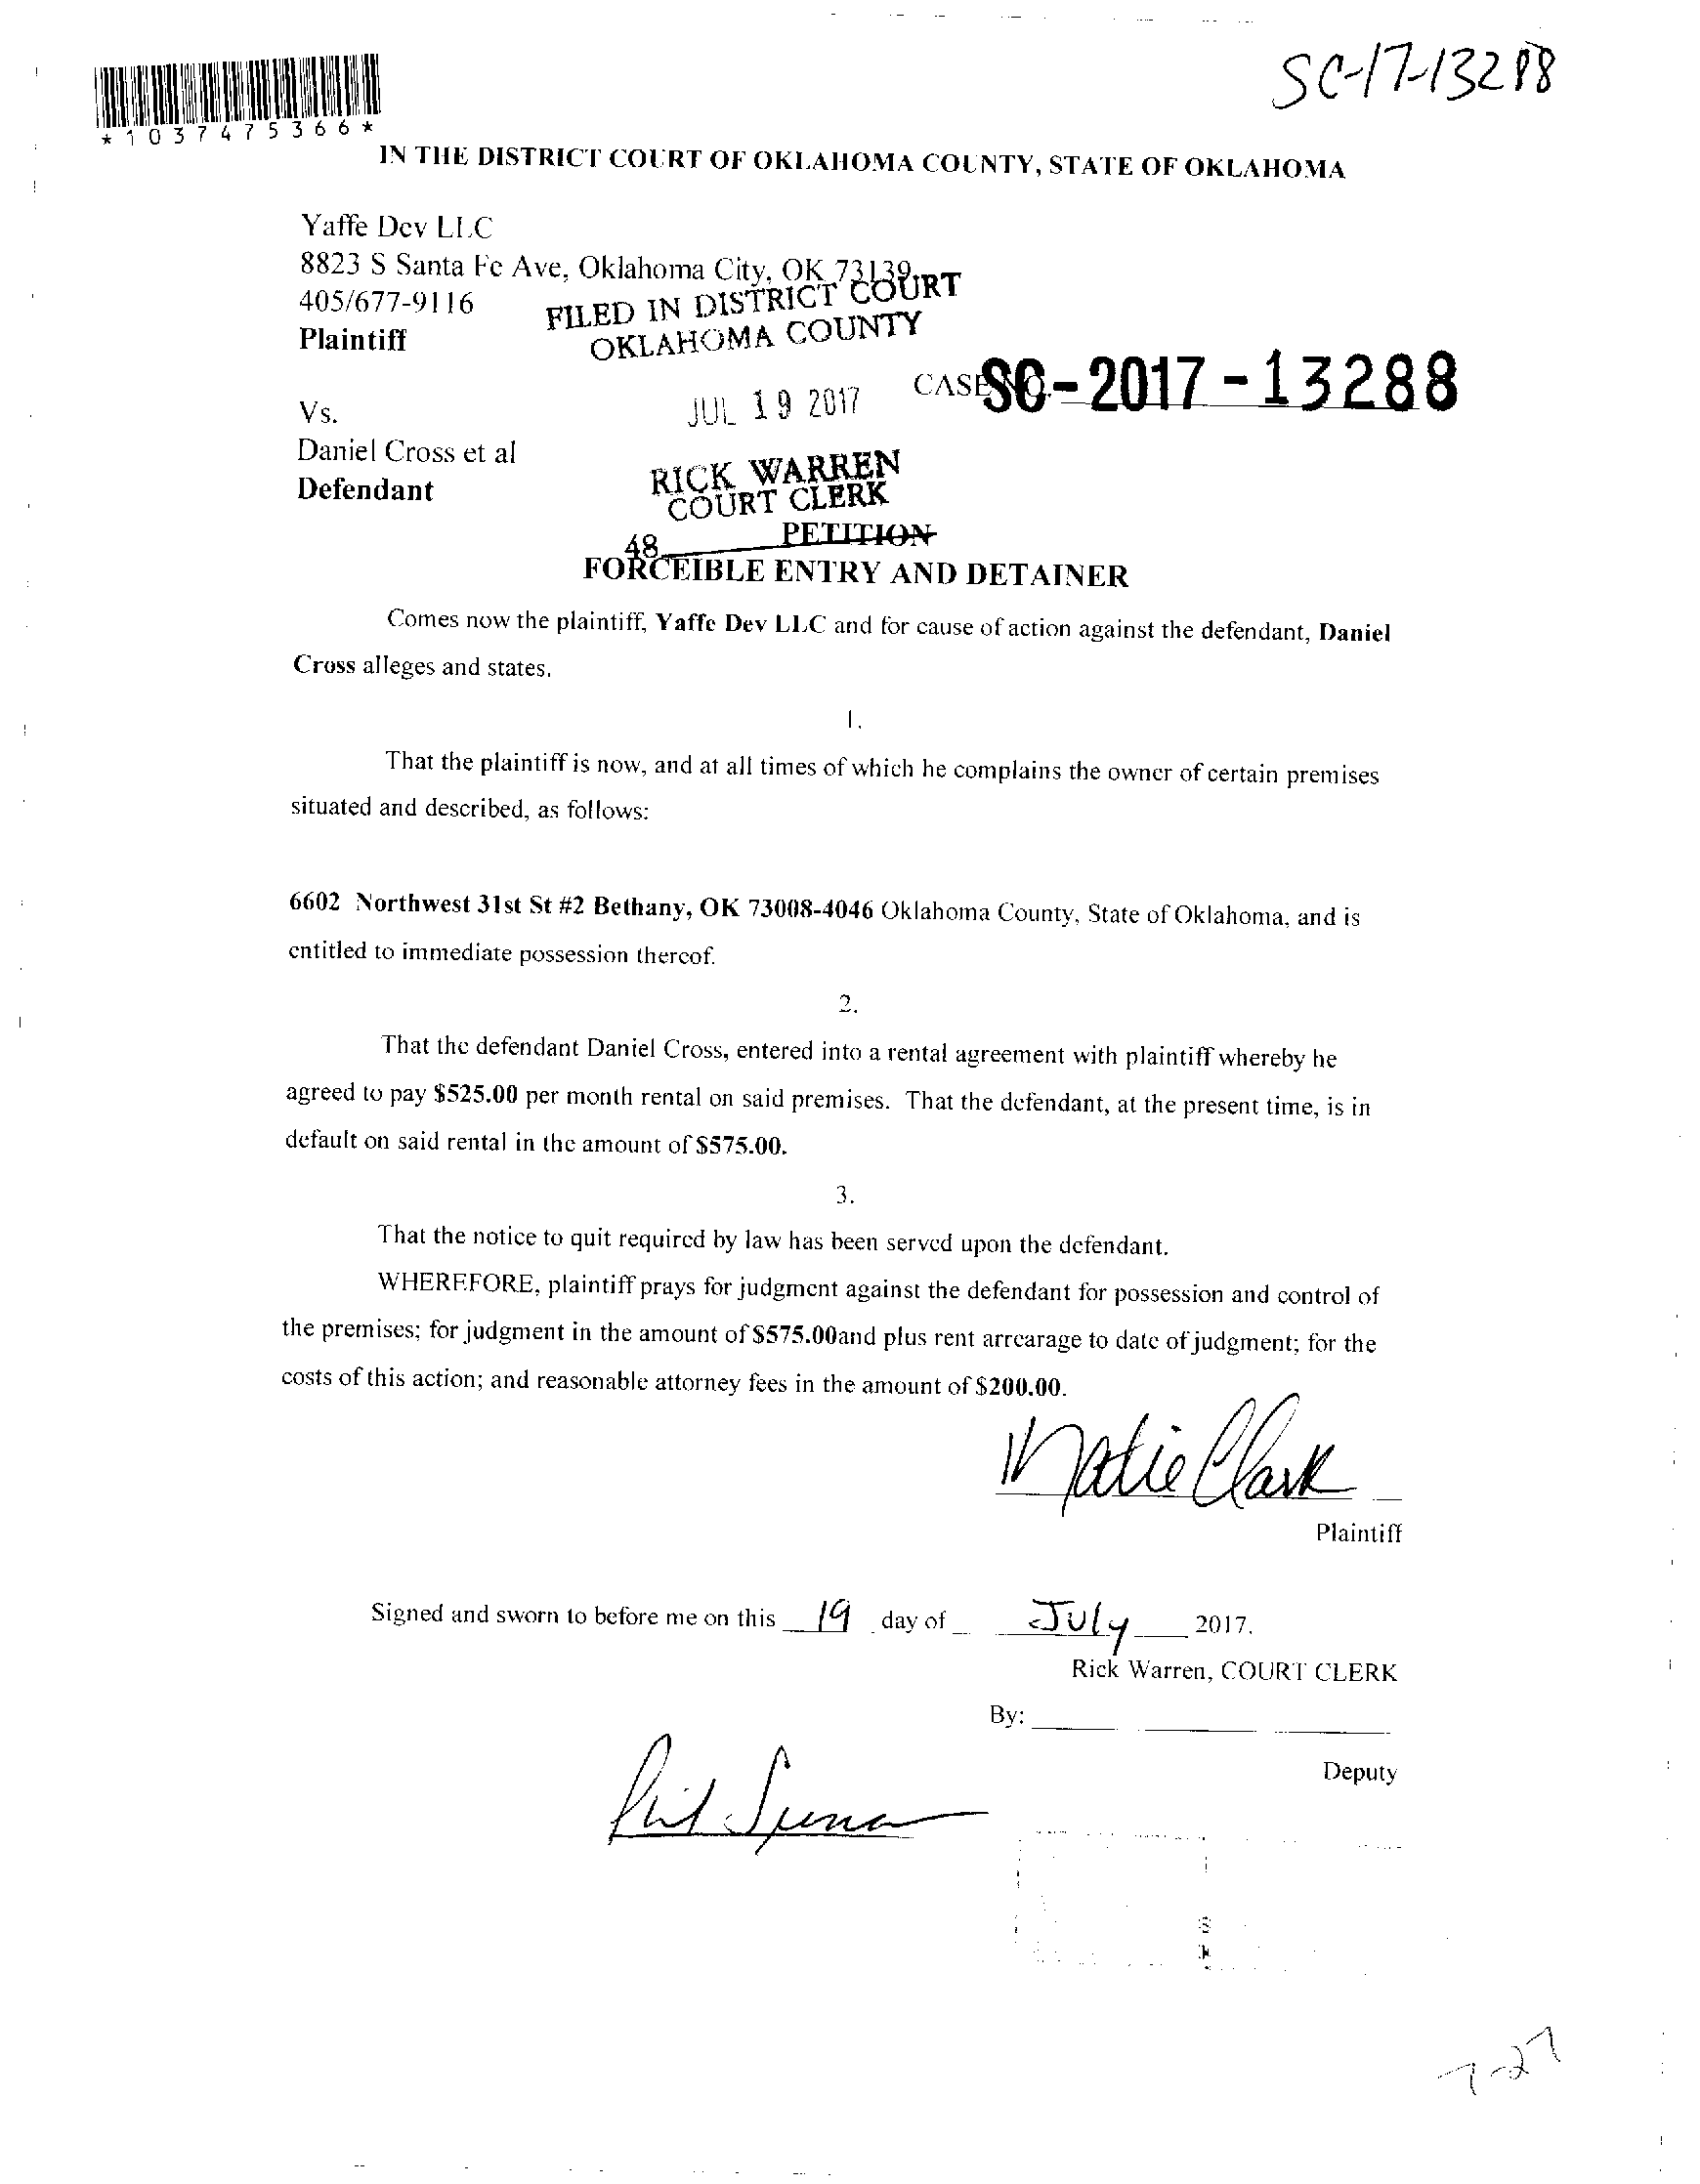 SC-17-13288
*1037475366*
IN THE DISTRICT COURT OF OKLAHOMA COUNTY, STATE OF OKLAHOMA
Yaffe Dev LLC
8823 S Santa Fe Ave, Oklahoma City, OK 73139
405/677-9116
Plaintiff
FILED IN DISTRICT COURT
OKLAHOMA COUNTY
CASE NO. SC-2017-13288
JUL 19 2017
Vs.
Daniel Cross et al
Defendant
RICK WARREN
COURT CLERK
48
PETITION
FORCEIBLE ENTRY AND DETAINER
Comes now the plaintiff, Yaffe Dev LLC and for cause of action against the defendant, Daniel
Cross alleges and states.
1.
That the plaintiff is now, and at all times of which he complains the owner of certain premises
situated and described, as follows:
6602 Northwest 31st St #2 Bethany, OK 73008-4046 Oklahoma County, State of Oklahoma, and is
entitled to immediate possession thereof.
2.
That the defendant Daniel Cross, entered into a rental agreement with plaintiff whereby he
agreed to pay $525.00 per month rental on said premises. That the defendant, at the present time, is in
default on said rental in the amount of $575.00.
3.
That the notice to quit required by law has been served upon the defendant.
WHEREFORE, plaintiff prays for judgment against the defendant for possession and control of
the premises; for judgment in the amount of $575.00and plus rent arrearage to date of judgment; for the
costs of this action; and reasonable attorney fees in the amount of $200.00.
Clark
Plaintiff
Signed and sworn to before me on this 19 day of July 2017.
Rick Warren, COURT CLERK
By:
Deputy
7-27